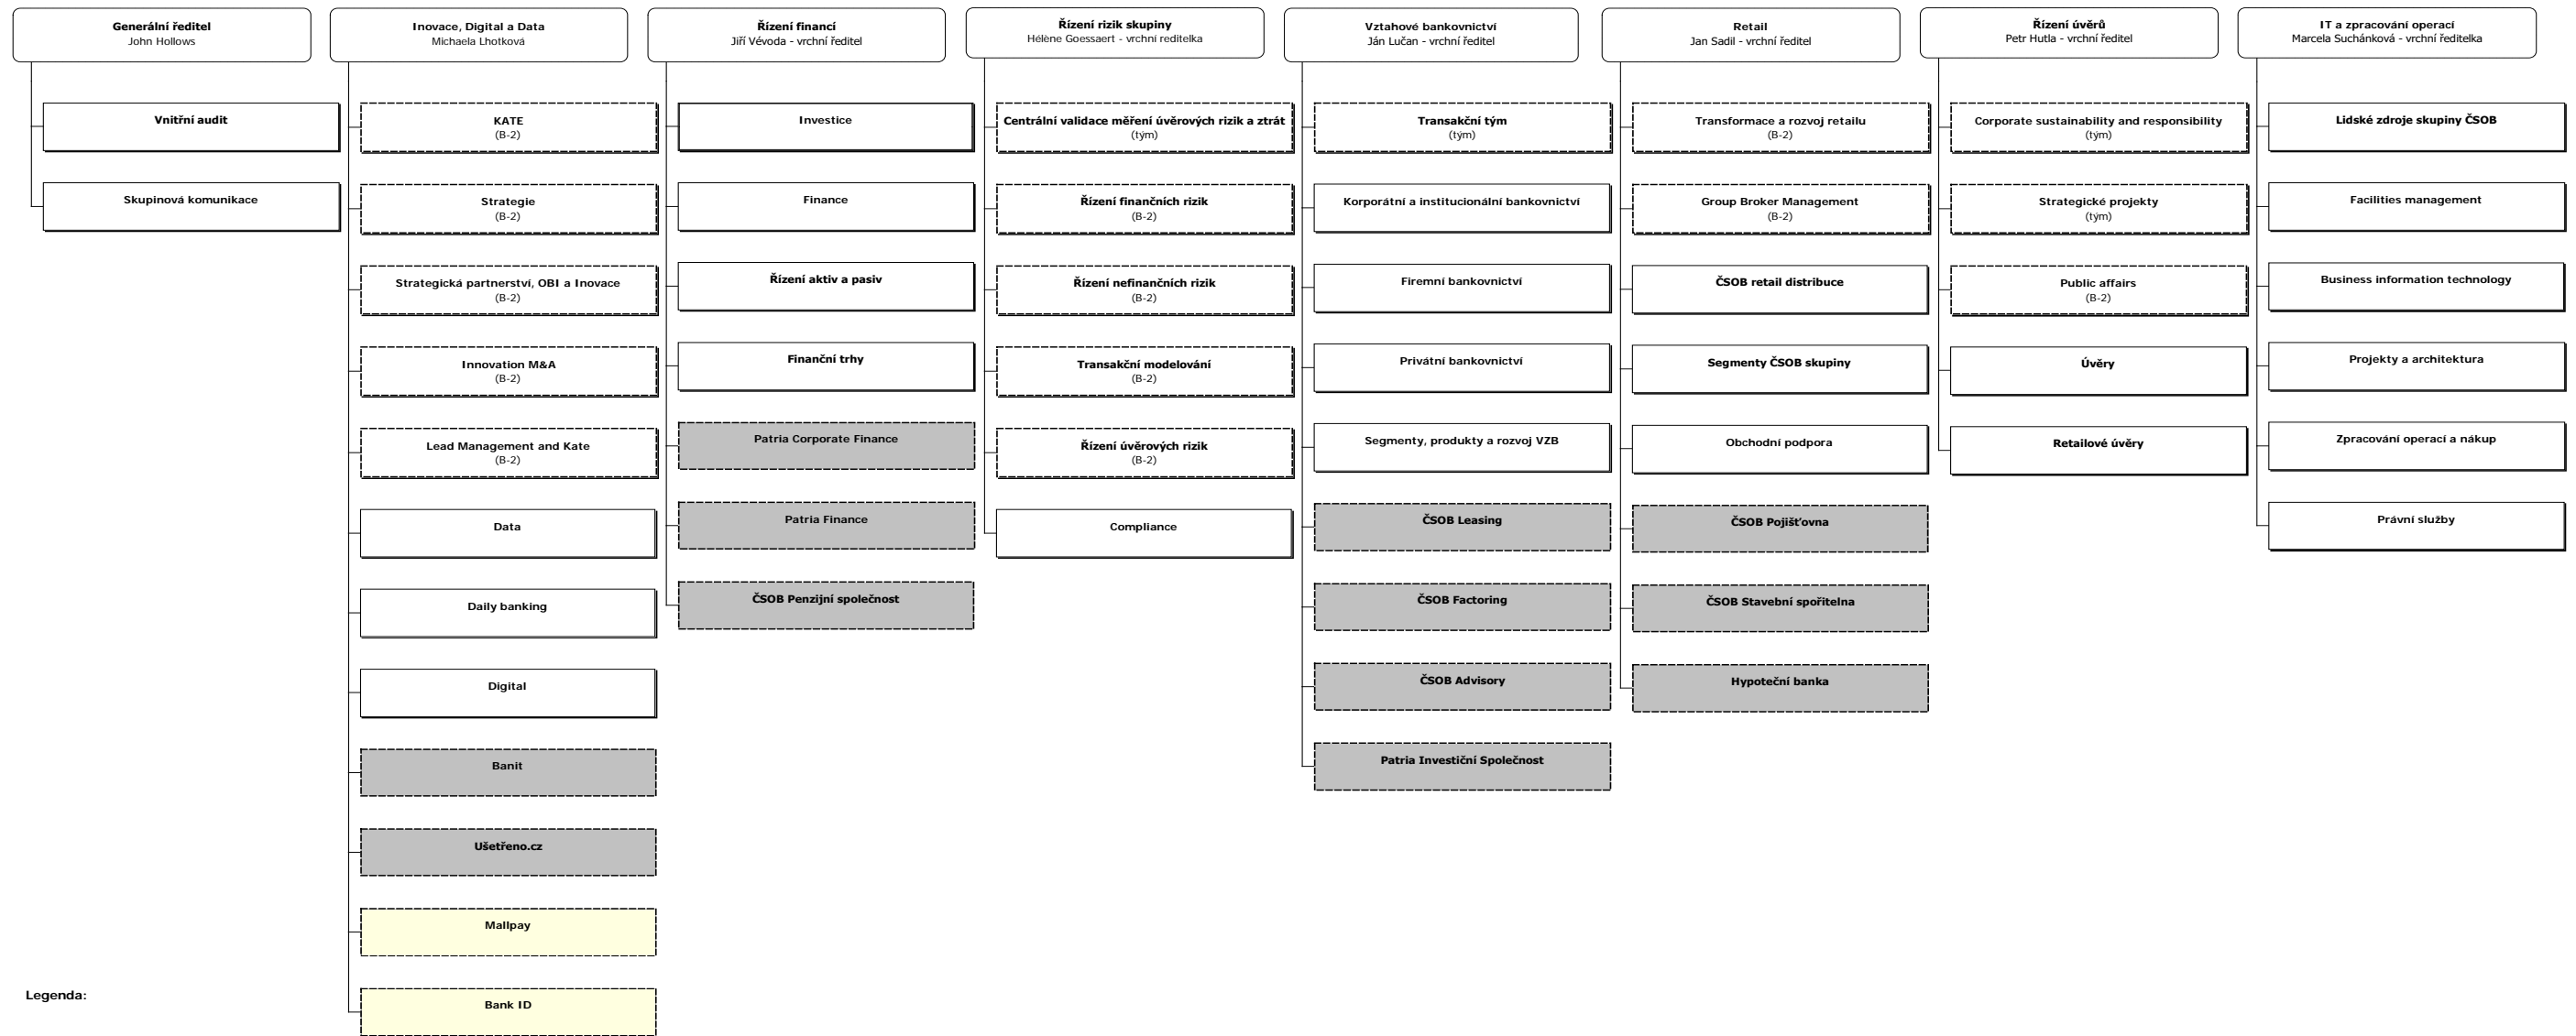 Generální ředitel
John Hollows
Vnitřní audit
Skupinová komunikace
Inovace, Digital a Data
Michaela Lhotková
KATE
(B-2)
Strategie
(B-2)
Strategická partnerství, OBI a Inovace
(B-2)
Innovation M&A
(B-2)
Lead Management and Kate
(B-2)
Data
Daily banking
Digital
Banit
Ušetřeno.cz
Mallpay
Bank ID
Řízení financí
Jiří Vévoda - vrchní ředitel
Investice
Finance
Řízení aktiv a pasiv
Finanční trhy
Patria Corporate Finance
Patria Finance
ČSOB Penzijní společnost
Řízení rizik skupiny
Hélène Goessaert - vrchní reditelka
Centrální validace měření úvěrových rizik a ztrát
(tým)
Řízení finančních rizik
(B-2)
Řízení nefinančních rizik
(B-2)
Transakční modelování
(B-2)
Řízení úvěrových rizik
(B-2)
Compliance
Vztahové bankovnictví
Ján Lučan - vrchní ředitel
Transakční tým
(tým)
Korporátní a institucionální bankovnictví
Firemní bankovnictví
Privátní bankovnictví
Segmenty, produkty a rozvoj VZB
ČSOB Leasing
ČSOB Factoring
ČSOB Advisory
Patria Investiční Společnost
Retail
Jan Sadil - vrchní ředitel
Transformace a rozvoj retailu
(B-2)
Group Broker Management
(B-2)
ČSOB retail distribuce
Segmenty ČSOB skupiny
Obchodní podpora
ČSOB Pojišťovna
ČSOB Stavební spořitelna
Hypoteční banka
Řízení úvěrů
Petr Hutla - vrchní ředitel
Corporate sustainability and responsibility
(tým)
Strategické projekty
(tým)
Public affairs
(B-2)
Úvěry
Retailové úvěry
IT a zpracování operací
Marcela Suchánková - vrchní ředitelka
Lidské zdroje skupiny ČSOB
Facilities management
Business information technology
Projekty a architektura
Zpracování operací a nákup
Právní služby
Legenda: